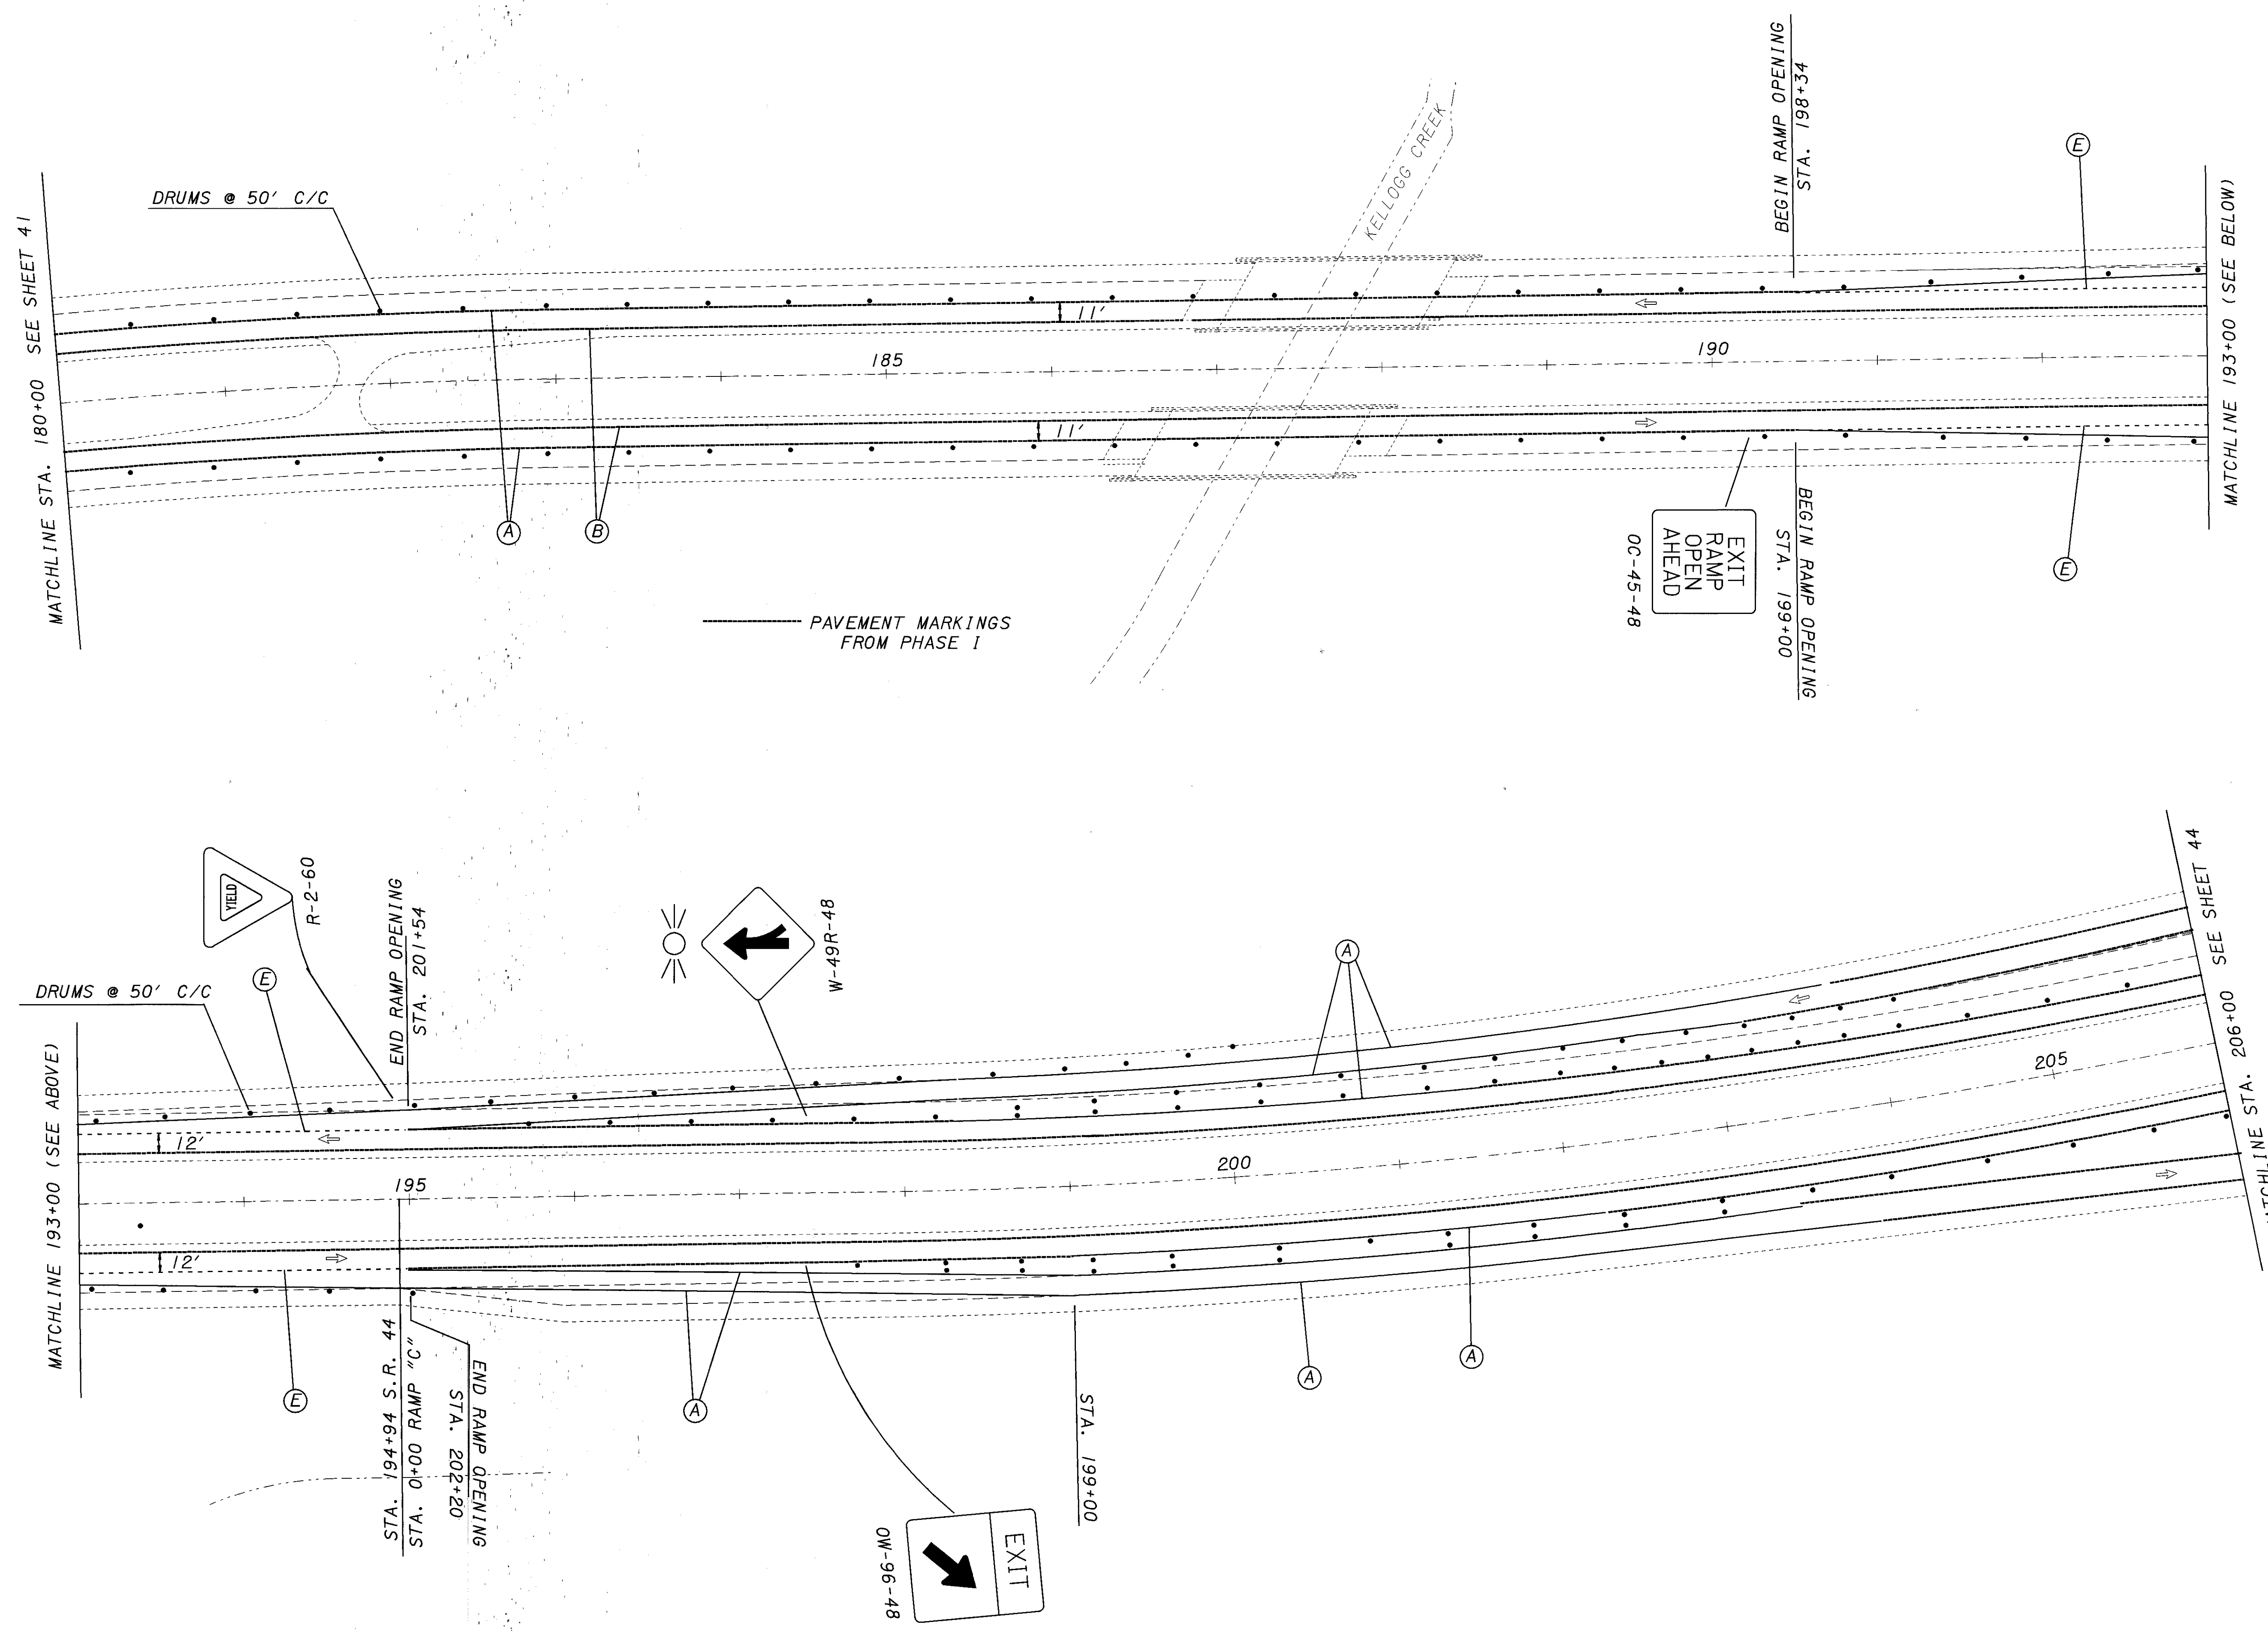 MATCHLINE STA. 180+00 SEE SHEET 41
DRUMS @ 50' C/C
KELLOGG CREEK
BEGIN RAMP OPENING
STA. 198+34
E
MATCHLINE 193+00 (SEE BELOW)
11'
185
190
11'
A
B
E
EXIT
RAMP
OPEN
AHEAD
OC-45-48
BEGIN RAMP OPENING
STA. 199+00
PAVEMENT MARKINGS
FROM PHASE I
YIELD
R-2-60
END RAMP OPENING
STA. 201+54
W-49R-48
A
DRUMS @ 50' C/C
E
MATCHLINE 193+00 (SEE ABOVE)
12'
195
200
205
12'
MATCHLINE STA. 206+00 SEE SHEET 44
E
A
A
A
STA. 194+94 S.R. 44
STA. 0+00 RAMP "C"
END RAMP OPENING
STA. 202+20
STA. 199+00
EXIT
OW-96-48